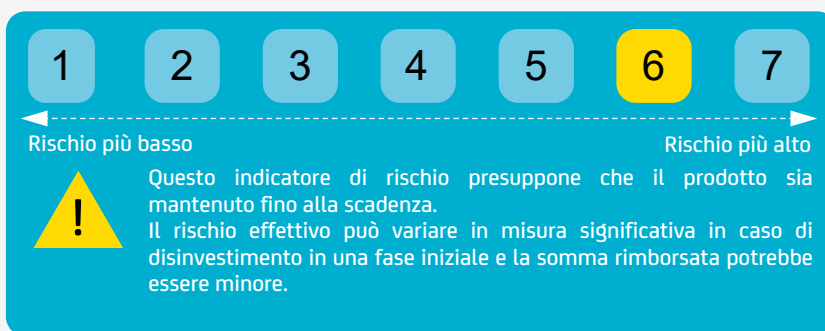 1 2 3 4 5 6 7
Rischio più basso Rischio più alto
!
Questo indicatore di rischio presuppone che il prodotto sia
mantenuto fino alla scadenza.
Il rischio effettivo può variare in misura significativa in caso di
disinvestimento in una fase iniziale e la somma rimborsata potrebbe
essere minore.